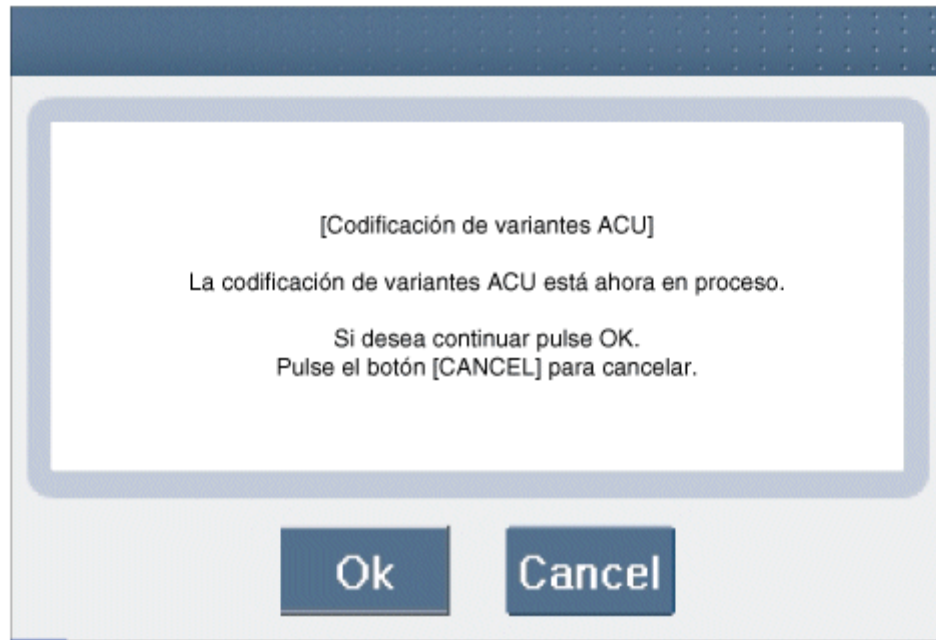 [Codificación de variantes ACU]
La codificación de variantes ACU está ahora en proceso.
Si desea continuar pulse OK.
Pulse el botón [CANCEL] para cancelar.
Ok
Cancel